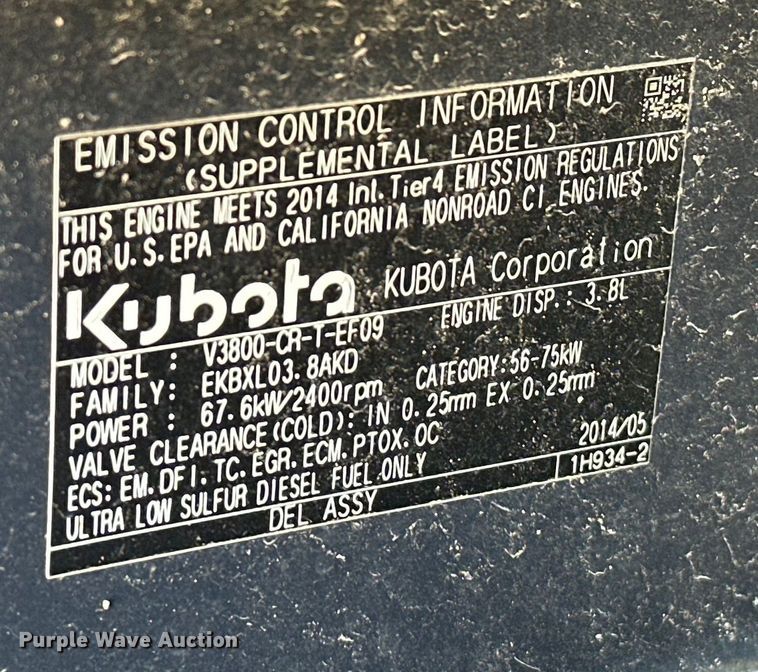 EMISSION CONTROL INFORMATION
(SUPPLEMENTAL LABEL)
THIS ENGINE MEETS 2014 Int. Tier4 EMISSION REGULATIONS
FOR U.S. EPA AND CALIFORNIA NONROAD CI ENGINES.
Kubota KUBOTA Corporation
MODEL : V3800-CR-T-EF09 ENGINE DISP.: 3.8L
FAMILY: EKBXL03.8AKD
POWER : 67.6kW/2400rpm CATEGORY:56-75kW
VALVE CLEARANCE(COLD): IN 0.25mm EX 0.25mm
ECS: EM.DFI.TC.EGR.ECM.PTOX.OC 2014/05
ULTRA LOW SULFUR DIESEL FUEL ONLY 1H934-2
DEL ASSY
Purple Wave Auction